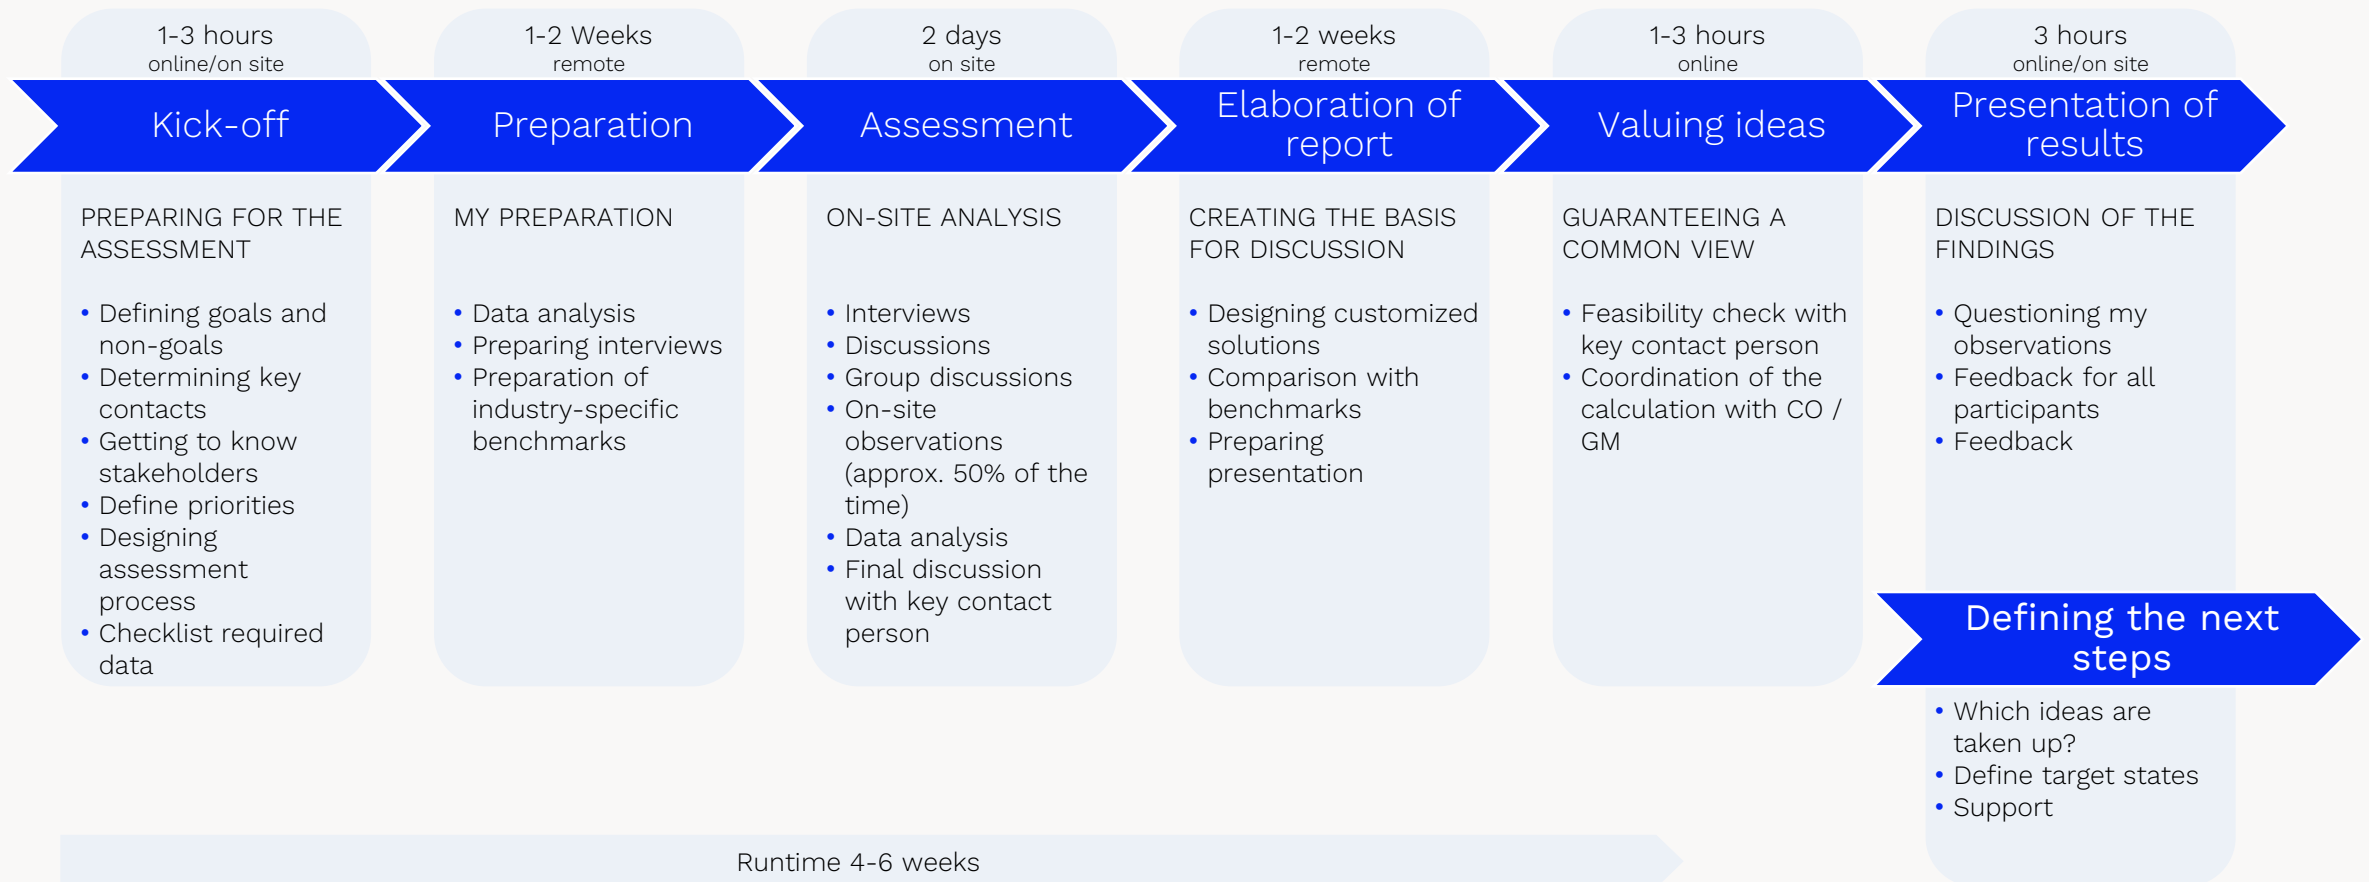 1-3 hours
online/on site
Kick-off
PREPARING FOR THE
ASSESSMENT
• Defining goals and
non-goals
• Determining key
contacts
• Getting to know
stakeholders
• Define priorities
• Designing
assessment
process
• Checklist required
data
1-2 Weeks
remote
Preparation
MY PREPARATION
• Data analysis
• Preparing interviews
• Preparation of
industry-specific
benchmarks
2 days
on site
Assessment
ON-SITE ANALYSIS
• Interviews
• Discussions
• Group discussions
• On-site
observations
(approx. 50% of the
time)
• Data analysis
• Final discussion
with key contact
person
1-2 weeks
remote
Elaboration of
report
CREATING THE BASIS
FOR DISCUSSION
• Designing customized
solutions
• Comparison with
benchmarks
• Preparing
presentation
1-3 hours
online
Valuing ideas
GUARANTEEING A
COMMON VIEW
• Feasibility check with
key contact person
• Coordination of the
calculation with CO /
GM
3 hours
online/on site
Presentation of
results
DISCUSSION OF THE
FINDINGS
• Questioning my
observations
• Feedback for all
participants
• Feedback
Defining the next
steps
• Which ideas are
taken up?
• Define target states
• Support
Runtime 4-6 weeks